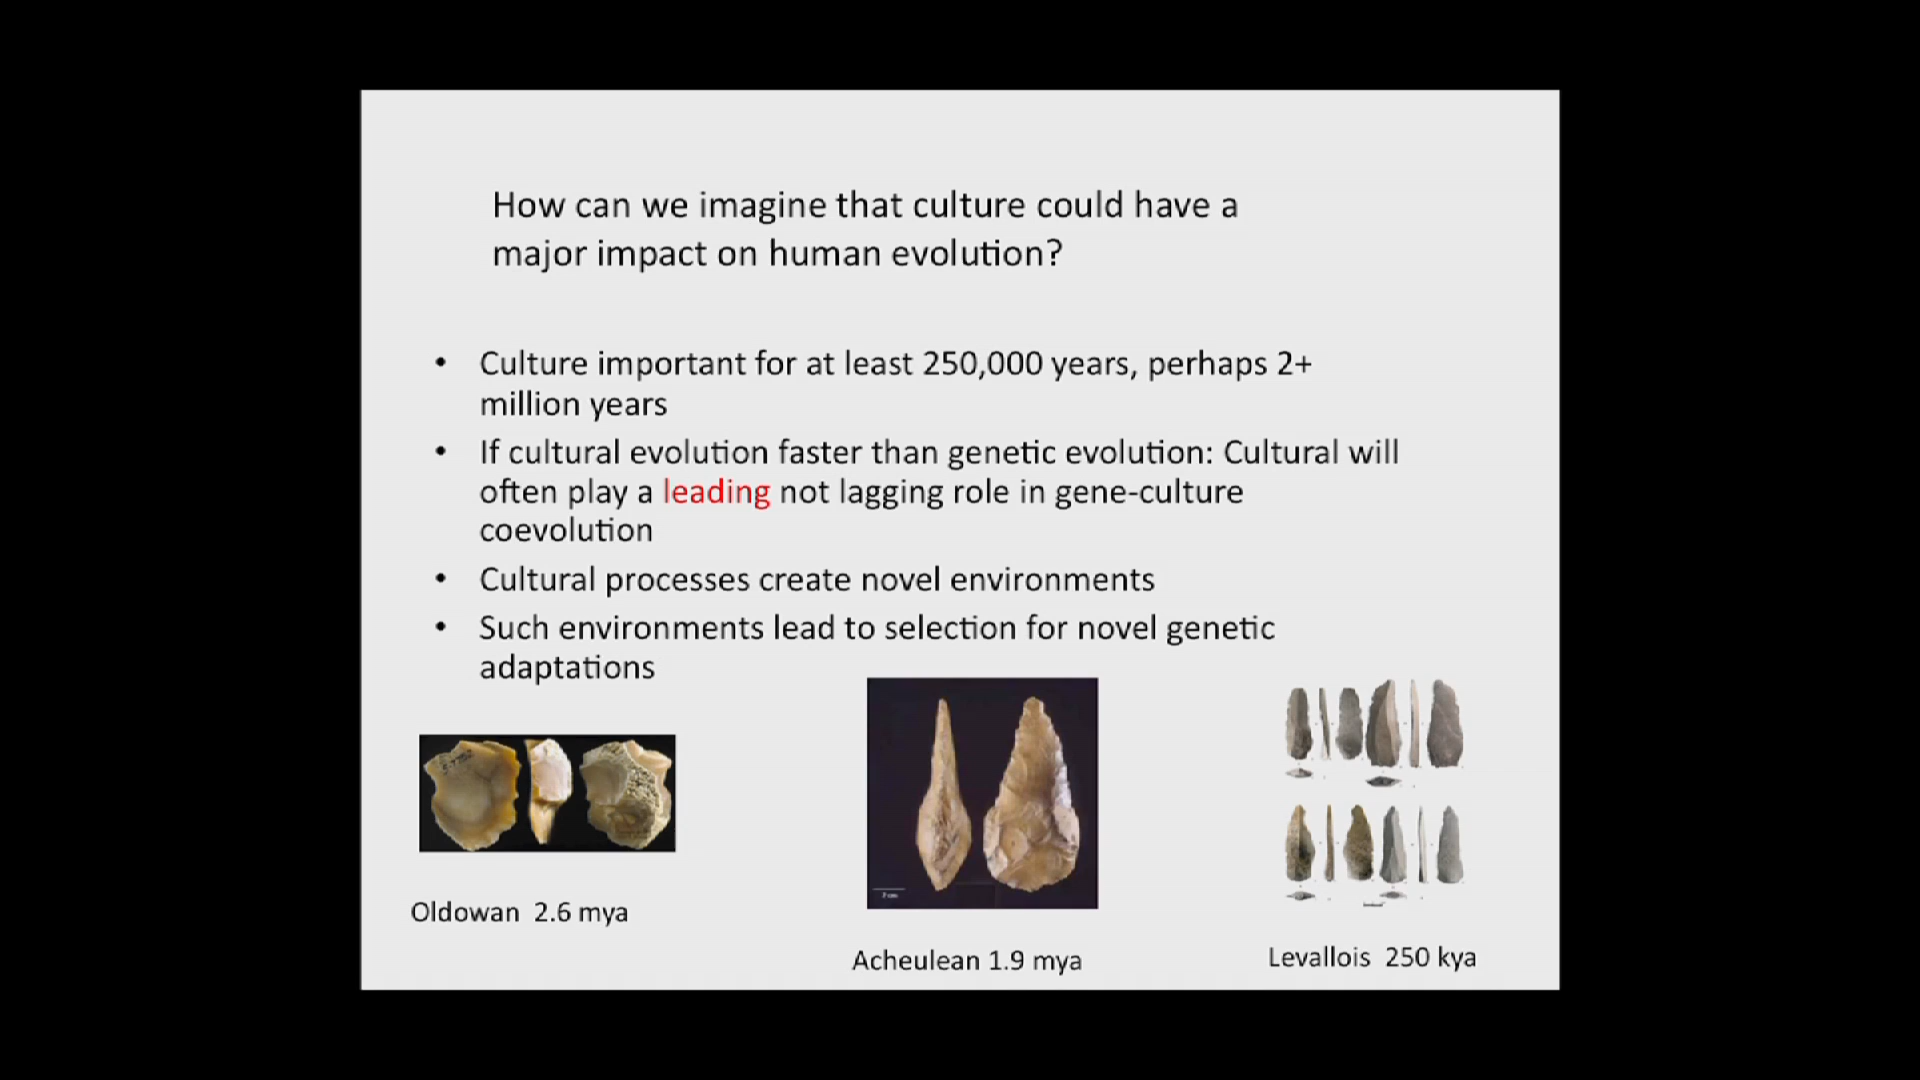 How can we imagine that culture could have a
major impact on human evolution?
• Culture important for at least 250,000 years, perhaps 2+
million years
• If cultural evolution faster than genetic evolution: Cultural will
often play a leading not lagging role in gene-culture
coevolution
• Cultural processes create novel environments
• Such environments lead to selection for novel genetic
adaptations
Oldowan 2.6 mya
Acheulean 1.9 mya
Levallois 250 kya